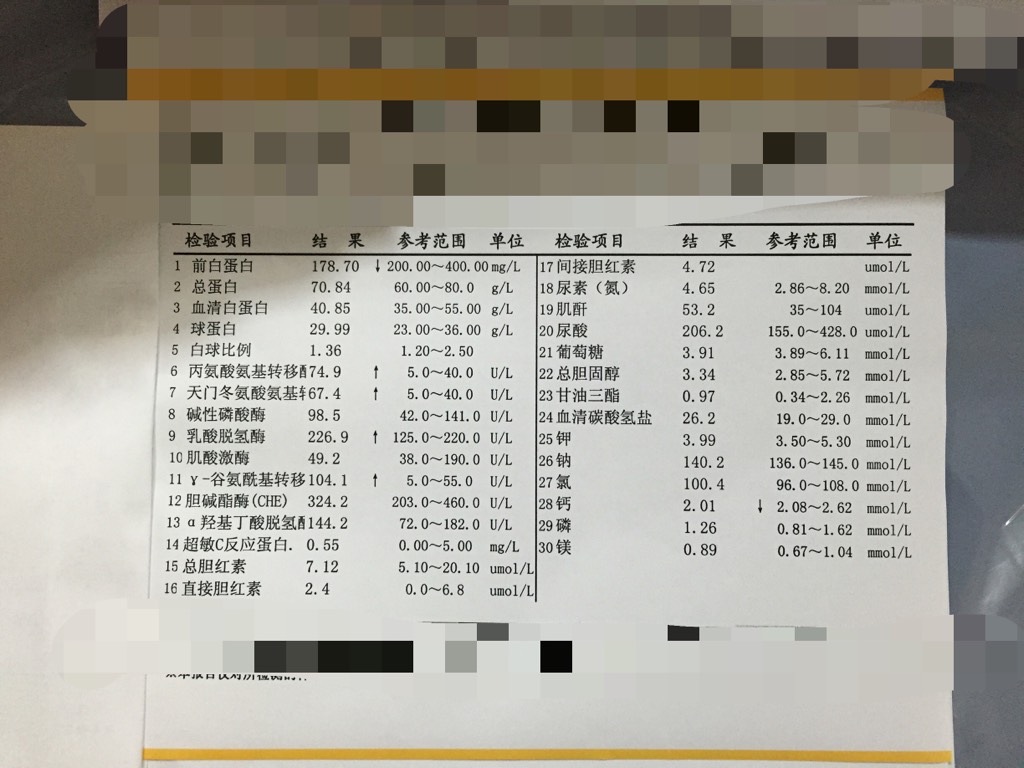 检验项目 结 果 参考范围 单位
1 前白蛋白 178.70 ↓ 200.00~400.00 mg/L
2 总蛋白 70.84 60.00~80.0 g/L
3 血清白蛋白 40.85 35.00~55.00 g/L
4 球蛋白 29.99 23.00~36.00 g/L
5 白球比例 1.36 1.20~2.50
6 丙氨酸氨基转移 74.9 ↑ 5.0~40.0 U/L
7 天门冬氨酸氨基 67.4 ↑ 5.0~40.0 U/L
8 碱性磷酸酶 98.5 42.0~141.0 U/L
9 乳酸脱氢酶 226.9 ↑ 125.0~220.0 U/L
10 肌酸激酶 49.2 38.0~190.0 U/L
11 γ-谷氨酰基转移 104.1 ↑ 5.0~55.0 U/L
12 胆碱酯酶(CHE) 324.2 203.0~460.0 U/L
13 α羟基丁酸脱氢 144.2 72.0~182.0 U/L
14 超敏C反应蛋白. 0.55 0.00~5.00 mg/L
15 总胆红素 7.12 5.10~20.10 umol/L
16 直接胆红素 2.4 0.0~6.8 umol/L
检验项目 结 果 参考范围 单位
17 间接胆红素 4.72 umol/L
18 尿素（氮） 4.65 2.86~8.20 mmol/L
19 肌酐 53.2 35~104 umol/L
20 尿酸 206.2 155.0~428.0 umol/L
21 葡萄糖 3.91 3.89~6.11 mmol/L
22 总胆固醇 3.34 2.85~5.72 mmol/L
23 甘油三酯 0.97 0.34~2.26 mmol/L
24 血清碳酸氢盐 26.2 19.0~29.0 mmol/L
25 钾 3.99 3.50~5.30 mmol/L
26 钠 140.2 136.0~145.0 mmol/L
27 氯 100.4 96.0~108.0 mmol/L
28 钙 2.01 ↓ 2.08~2.62 mmol/L
29 磷 1.26 0.81~1.62 mmol/L
30 镁 0.89 0.67~1.04 mmol/L